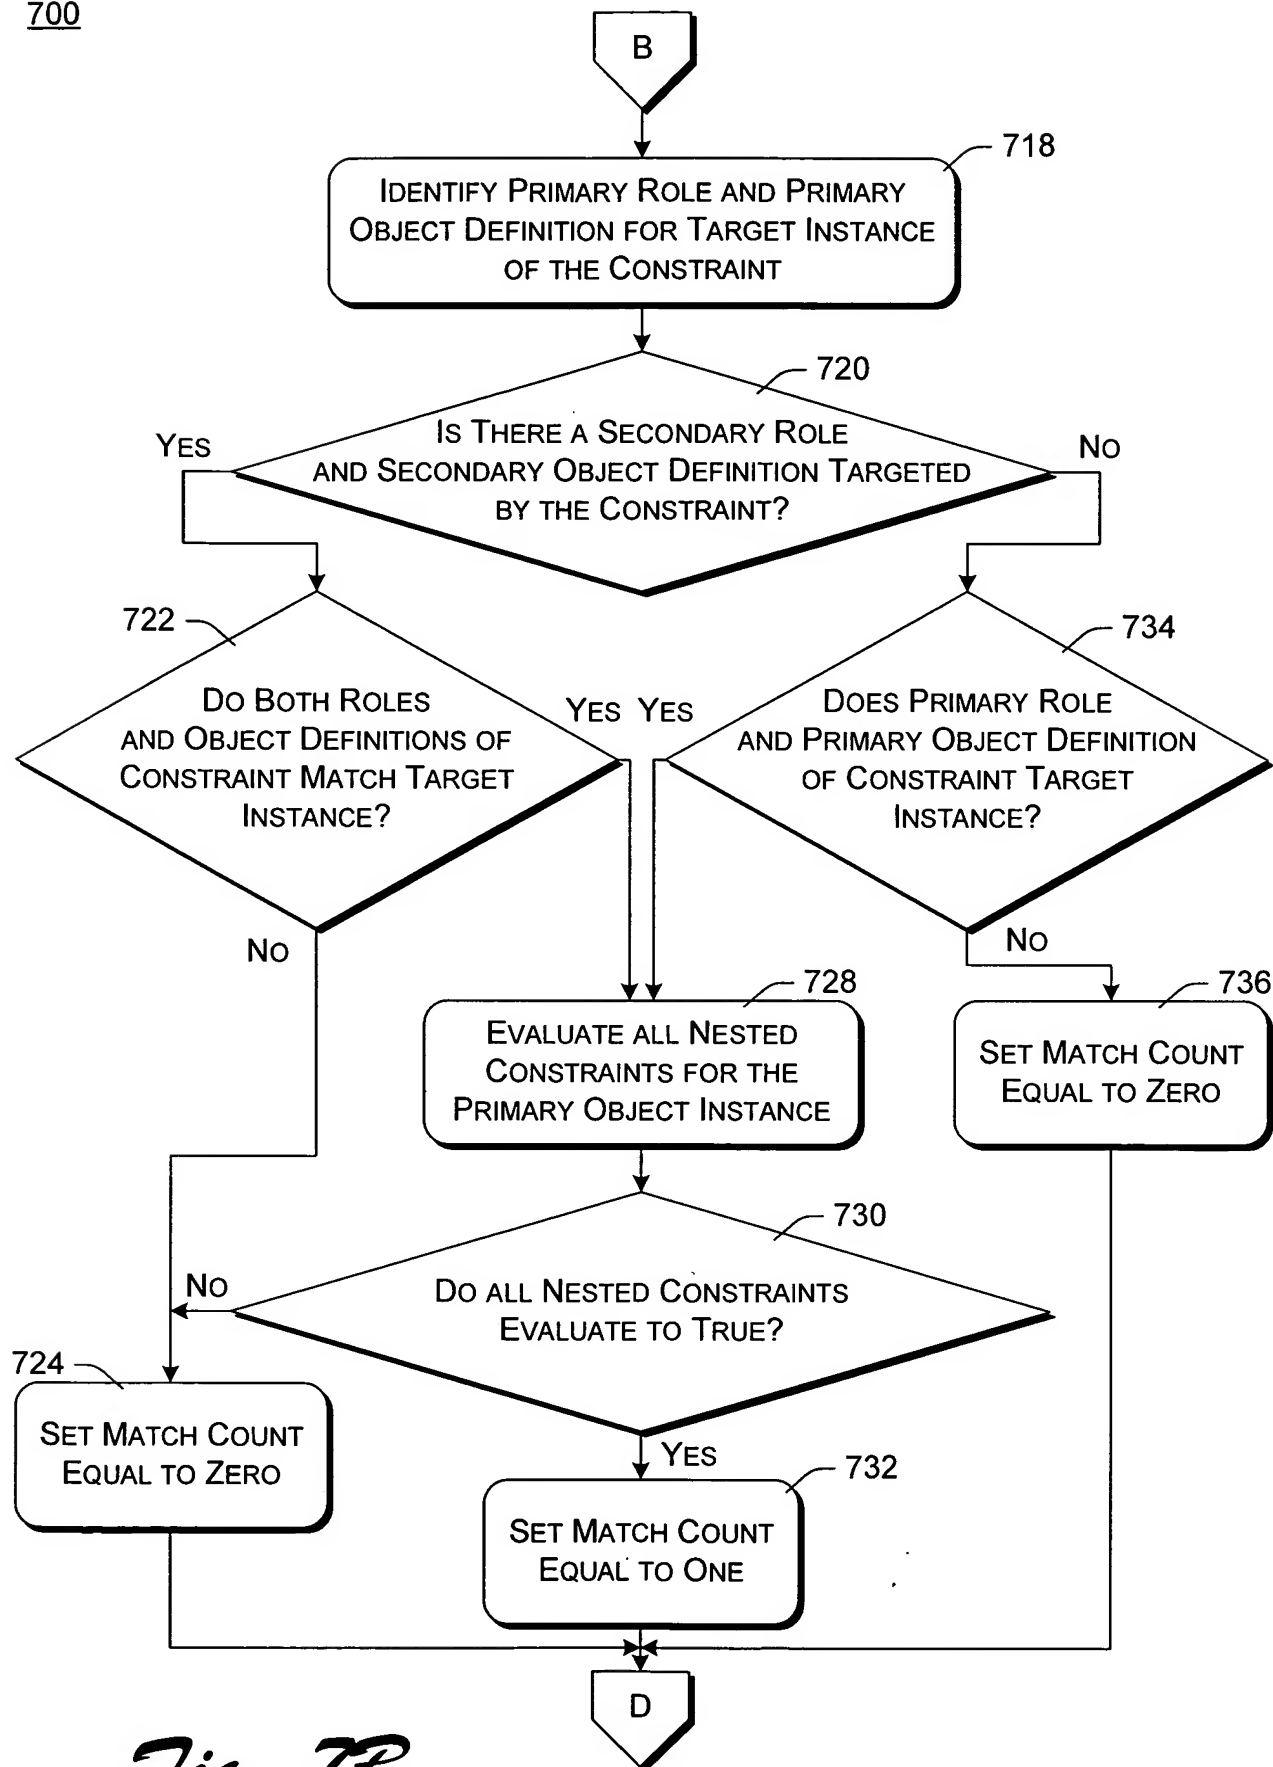 700
B
718
IDENTIFY PRIMARY ROLE AND PRIMARY
OBJECT DEFINITION FOR TARGET INSTANCE
OF THE CONSTRAINT
720
IS THERE A SECONDARY ROLE
AND SECONDARY OBJECT DEFINITION TARGETED
BY THE CONSTRAINT?
YES
NO
722
DO BOTH ROLES
AND OBJECT DEFINITIONS OF
CONSTRAINT MATCH TARGET
INSTANCE?
YES YES
734
DOES PRIMARY ROLE
AND PRIMARY OBJECT DEFINITION
OF CONSTRAINT TARGET
INSTANCE?
NO
NO
728
EVALUATE ALL NESTED
CONSTRAINTS FOR THE
PRIMARY OBJECT INSTANCE
736
SET MATCH COUNT
EQUAL TO ZERO
730
DO ALL NESTED CONSTRAINTS
EVALUATE TO TRUE?
NO
YES
724
SET MATCH COUNT
EQUAL TO ZERO
732
SET MATCH COUNT
EQUAL TO ONE
D